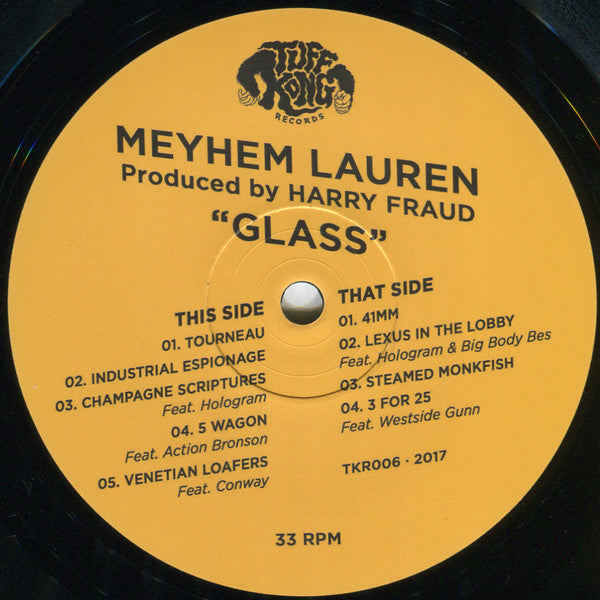 TUFF
KONG
RECORDS
MEYHEM LAUREN
Produced by HARRY FRAUD
“GLASS”
THIS SIDE
01. TOURNEAU
02. INDUSTRIAL ESPIONAGE
03. CHAMPAGNE SCRIPTURES
Feat. Hologram
04. 5 WAGON
Feat. Action Bronson
05. VENETIAN LOAFERS
Feat. Conway
THAT SIDE
01. 41MM
02. LEXUS IN THE LOBBY
Feat. Hologram & Big Body Bes
03. STEAMED MONKFISH
04. 3 FOR 25
Feat. Westside Gunn
TKR006 · 2017
33 RPM